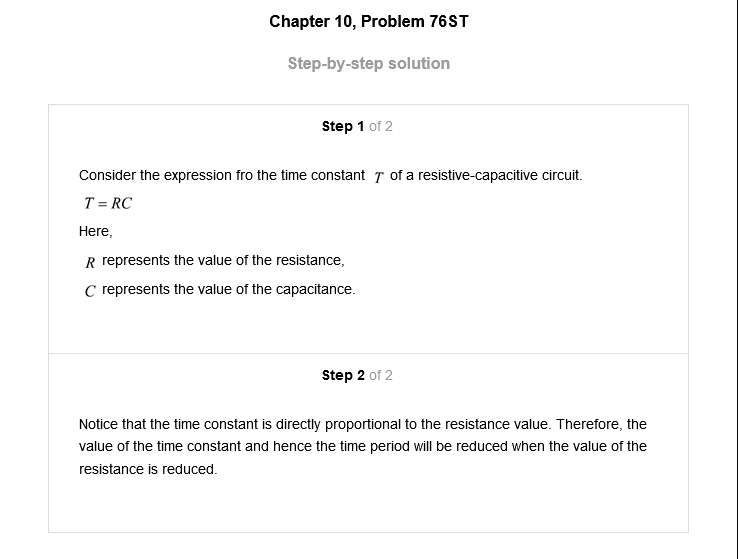 Chapter 10, Problem 76ST
Step-by-step solution
Step 1 of 2
Consider the expression fro the time constant T of a resistive-capacitive circuit.
T = RC
Here,
R represents the value of the resistance,
C represents the value of the capacitance.
Step 2 of 2
Notice that the time constant is directly proportional to the resistance value. Therefore, the
value of the time constant and hence the time period will be reduced when the value of the
resistance is reduced.